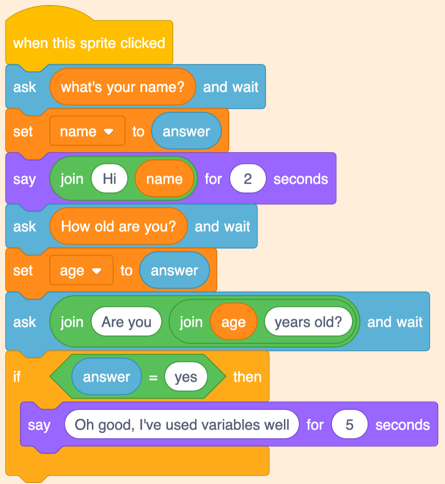 when this sprite clicked
ask what's your name? and wait
set name to answer
say join Hi name for 2 seconds
ask How old are you? and wait
set age to answer
ask join Are you join age years old? and wait
if answer = yes then
say Oh good, I've used variables well for 5 seconds